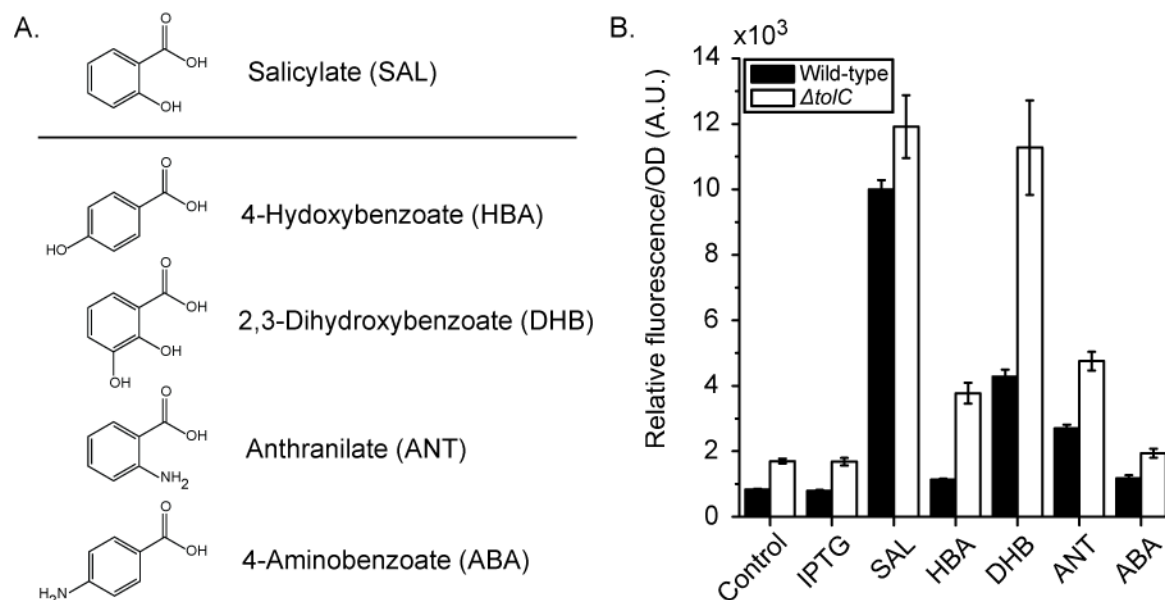 A.
O
OH
OH
Salicylate (SAL)
O
OH
HO
4-Hydoxybenzoate (HBA)
O
OH
OH
OH
2,3-Dihydroxybenzoate (DHB)
O
OH
NH₂
Anthranilate (ANT)
O
OH
H₂N
4-Aminobenzoate (ABA)
B.
x10³
Relative fluorescence/OD (A.U.)
14
12
10
8
6
4
2
0
Wild-type
ΔtolC
Control
IPTG
SAL
HBA
DHB
ANT
ABA